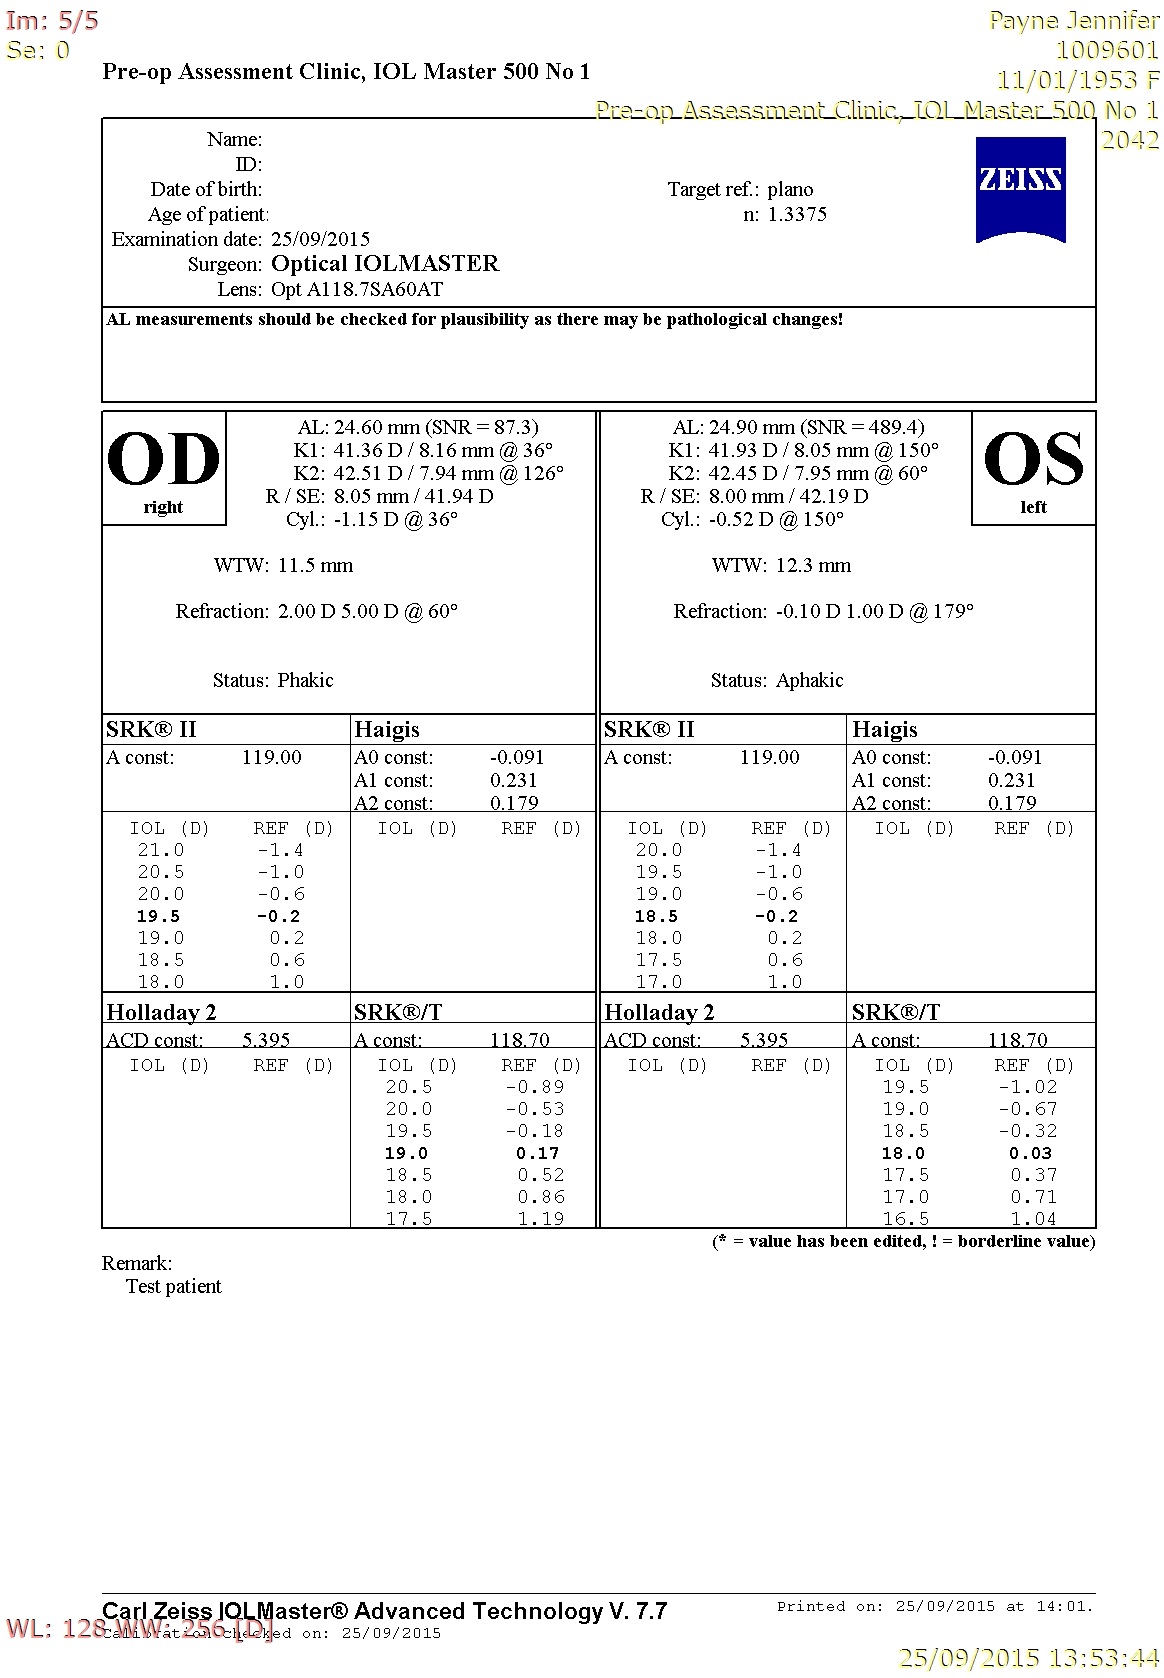 Im: 5/5
Se: 0
Payne Jennifer
1009601
11/01/1953 F
Pre-op Assessment Clinic, IOL Master 500 No 1
2042
Pre-op Assessment Clinic, IOL Master 500 No 1
Name:
ID:
Date of birth:
Age of patient:
Examination date: 25/09/2015
Surgeon: Optical IOLMASTER
Lens: Opt A118.7SA60AT
Target ref.: plano
n: 1.3375
ZEISS
AL measurements should be checked for plausibility as there may be pathological changes!
OD
right
AL: 24.60 mm (SNR = 87.3)
K1: 41.36 D / 8.16 mm @ 36°
K2: 42.51 D / 7.94 mm @ 126°
R / SE: 8.05 mm / 41.94 D
Cyl.: -1.15 D @ 36°
WTW: 11.5 mm
Refraction: 2.00 D 5.00 D @ 60°
Status: Phakic
AL: 24.90 mm (SNR = 489.4)
K1: 41.93 D / 8.05 mm @ 150°
K2: 42.45 D / 7.95 mm @ 60°
R / SE: 8.00 mm / 42.19 D
Cyl.: -0.52 D @ 150°
WTW: 12.3 mm
Refraction: -0.10 D 1.00 D @ 179°
Status: Aphakic
OS
left
SRK® II
A const: 119.00
IOL (D) REF (D)
21.0 -1.4
20.5 -1.0
20.0 -0.6
19.5 -0.2
19.0 0.2
18.5 0.6
18.0 1.0
Haigis
A0 const: -0.091
A1 const: 0.231
A2 const: 0.179
IOL (D) REF (D)
SRK® II
A const: 119.00
IOL (D) REF (D)
20.0 -1.4
19.5 -1.0
19.0 -0.6
18.5 -0.2
18.0 0.2
17.5 0.6
17.0 1.0
Haigis
A0 const: -0.091
A1 const: 0.231
A2 const: 0.179
IOL (D) REF (D)
Holladay 2
ACD const: 5.395
IOL (D) REF (D)
SRK®/T
A const: 118.70
IOL (D) REF (D)
20.5 -0.89
20.0 -0.53
19.5 -0.18
19.0 0.17
18.5 0.52
18.0 0.86
17.5 1.19
Holladay 2
ACD const: 5.395
IOL (D) REF (D)
SRK®/T
A const: 118.70
IOL (D) REF (D)
19.5 -1.02
19.0 -0.67
18.5 -0.32
18.0 0.03
17.5 0.37
17.0 0.71
16.5 1.04
(* = value has been edited, ! = borderline value)
Remark:
Test patient
Carl Zeiss IOLMaster® Advanced Technology V. 7.7
Printed on: 25/09/2015 at 14:01.
WL: 128 WW: 256 [D]
Calibration checked on: 25/09/2015
25/09/2015 13:53:44